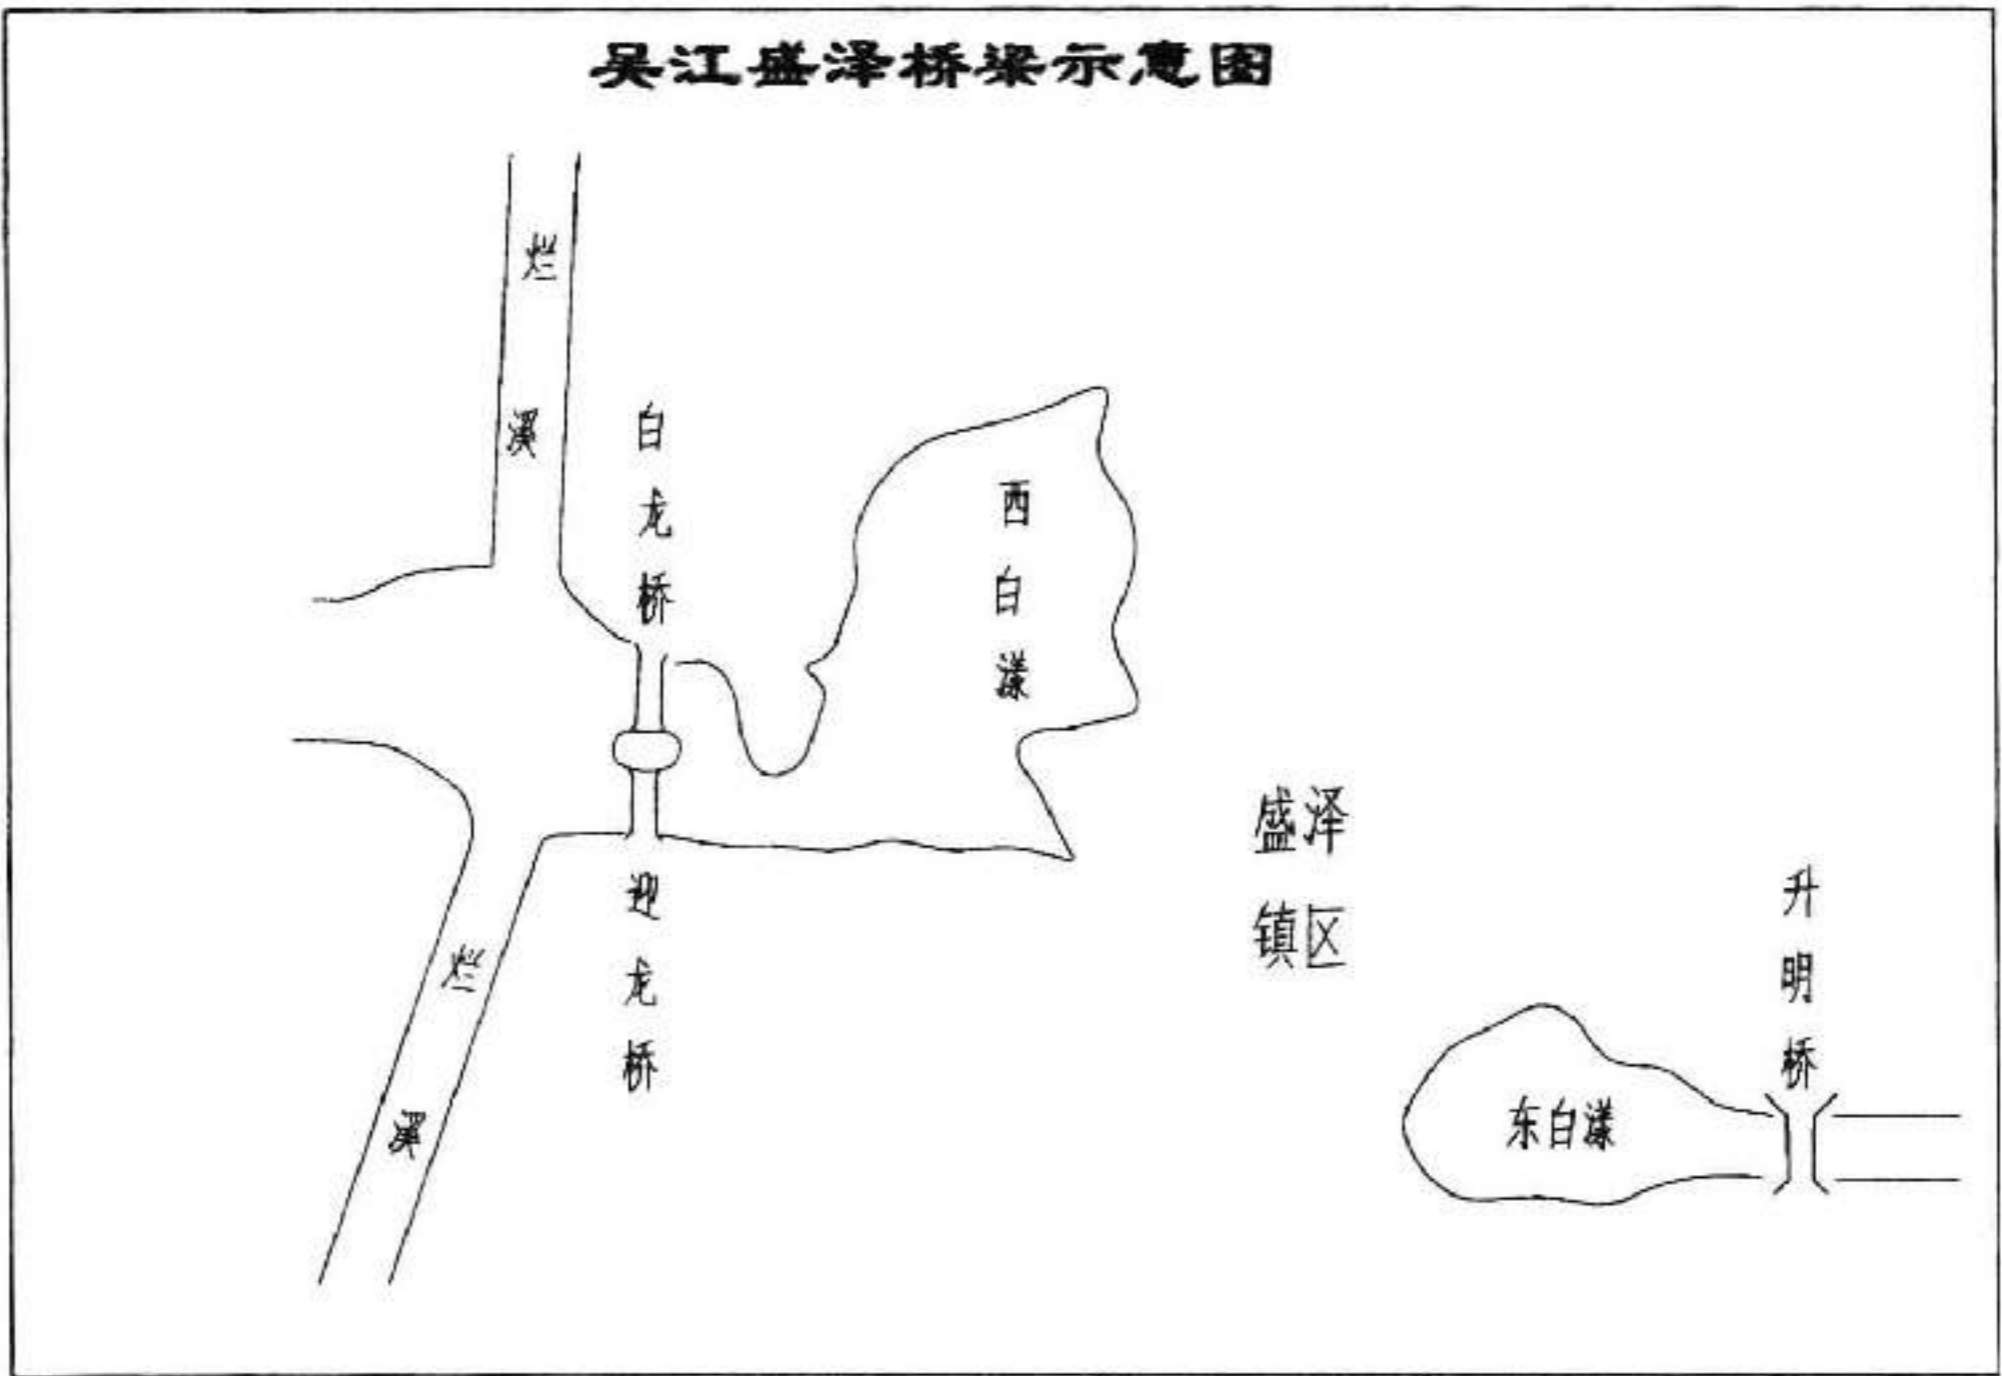 吴江盛泽桥梁示意图
烂溪
白龙桥
西白漾
盛泽
镇区
迎龙桥
烂溪
升明桥
东白漾